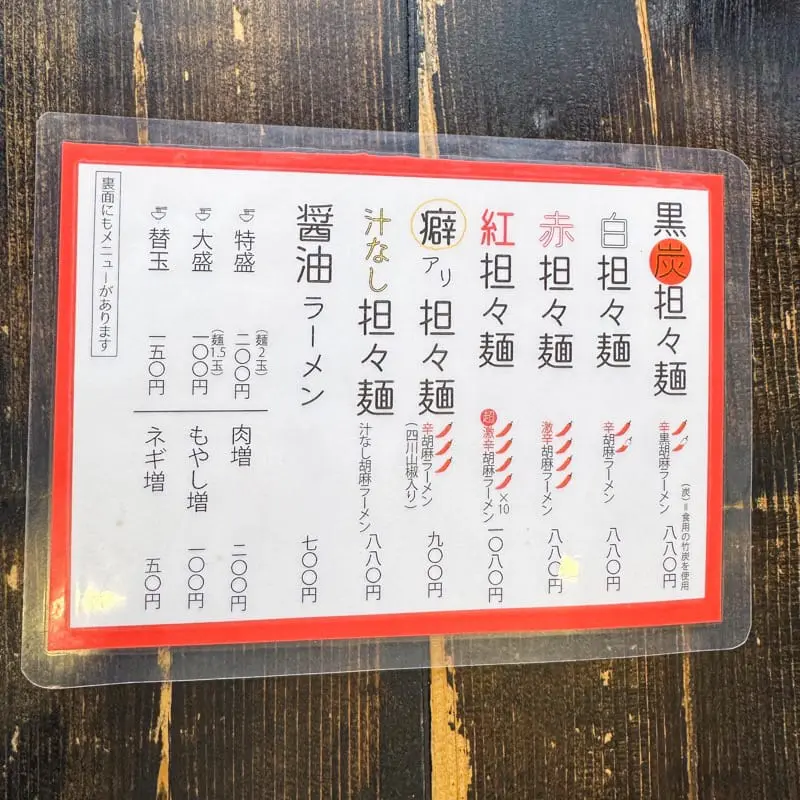 黒炭担々麺
辛黒胡麻ラーメン 八八〇円
(炭)=食用の竹炭を使用
白担々麺
辛胡麻ラーメン 八八〇円
赤担々麺
激辛胡麻ラーメン 八八〇円
紅担々麺
超激辛胡麻ラーメン ×10 一〇八〇円
癖アリ担々麺
辛胡麻ラーメン
(四川山椒入り) 九〇〇円
汁なし担々麺
汁なし胡麻ラーメン 八八〇円
醤油ラーメン 七〇〇円
特盛 (麺2玉) 二〇〇円
大盛 (麺1.5玉) 一〇〇円
替玉 一五〇円
肉増 二〇〇円
もやし増 一〇〇円
ネギ増 五〇円
裏面にもメニューがあります